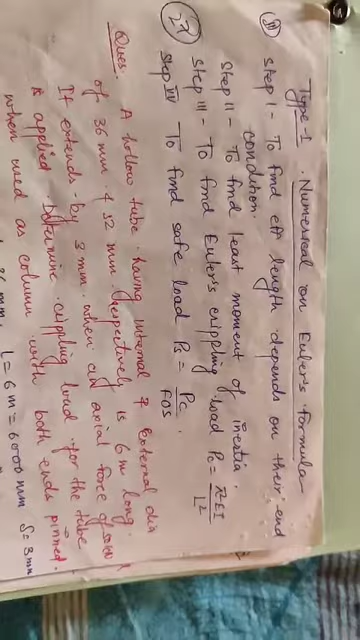 27
Type-1. Numerical on Euler's formula
Step I - To find eff length depends on their end
condition.
Step II - To find least moment of inertia.
Step III - To find Euler's crippling load Pc = π²EI / L²
Step IV To find safe load Ps = Pc / FOS
Ques. A hollow tube having internal & External dia
of 36 mm & 52 mm respectively is 6m long.
It extends by 3 mm when an axial force of
is applied. Determine crippling load for the tube
when used as column with both ends pinned.
L = 6 m = 6000 mm δ = 3 mm